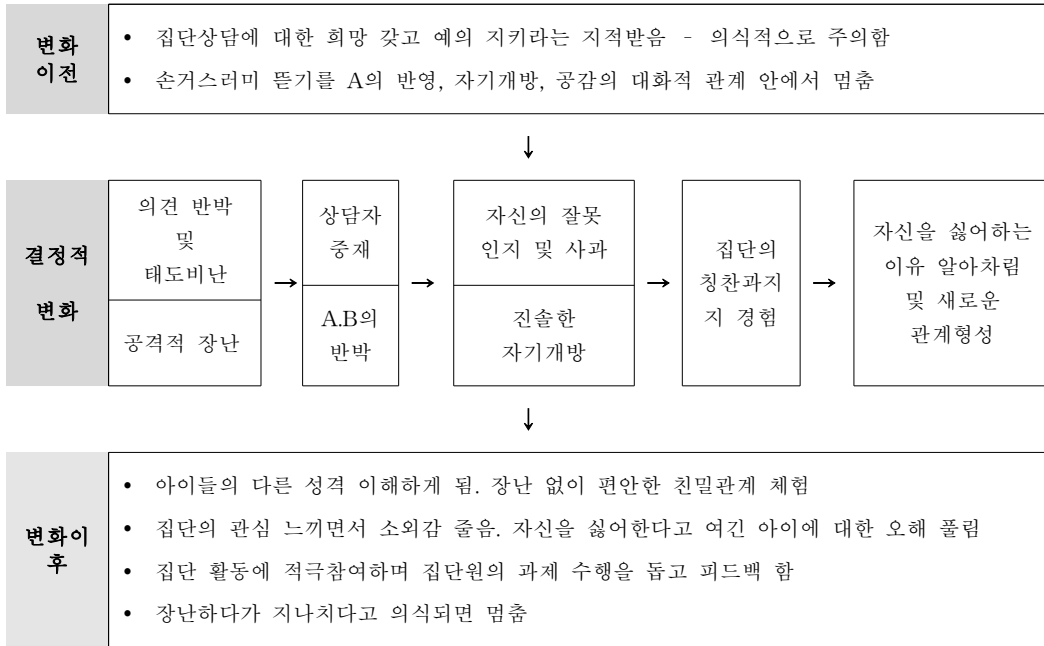 변화
이전
• 집단상담에 대한 희망 갖고 예의 지키라는 지적받음 - 의식적으로 주의함
• 손거스러미 뜯기를 A의 반영, 자기개방, 공감의 대화적 관계 안에서 멈춤
↓
결정적
변화
의견 반박
및
태도비난
공격적 장난
→
상담자
중재
A.B의
반박
→
자신의 잘못
인지 및 사과
진솔한
자기개방
→
집단의
칭찬과지
지 경험
→
자신을 싫어하는
이유 알아차림
및 새로운
관계형성
↓
변화이
후
• 아이들의 다른 성격 이해하게 됨. 장난 없이 편안한 친밀관계 체험
• 집단의 관심 느끼면서 소외감 줄음. 자신을 싫어한다고 여긴 아이에 대한 오해 풀림
• 집단 활동에 적극참여하며 집단원의 과제 수행을 돕고 피드백 함
• 장난하다가 지나치다고 의식되면 멈춤